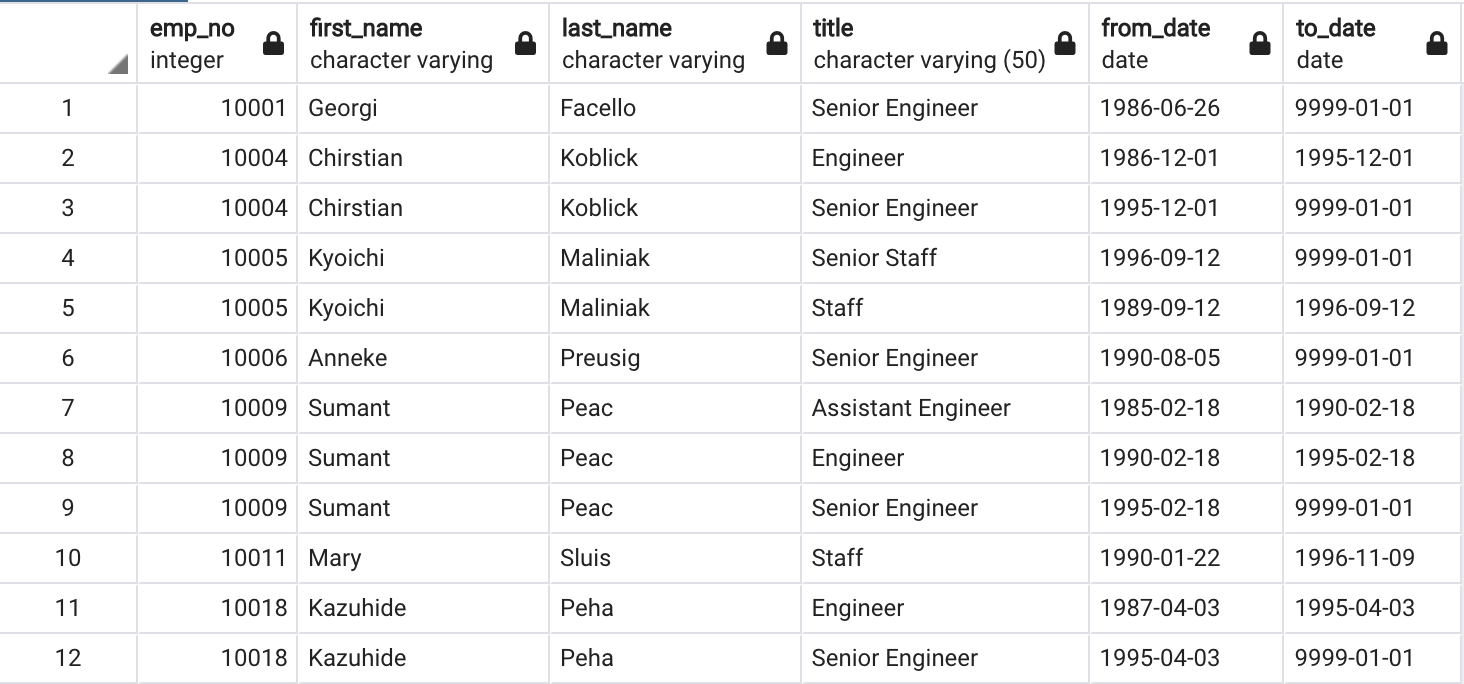 emp_no first_name last_name title from_date to_date
integer character varying character varying character varying (50) date date
1 10001 Georgi Facello Senior Engineer 1986-06-26 9999-01-01
2 10004 Chirstian Koblick Engineer 1986-12-01 1995-12-01
3 10004 Chirstian Koblick Senior Engineer 1995-12-01 9999-01-01
4 10005 Kyoichi Maliniak Senior Staff 1996-09-12 9999-01-01
5 10005 Kyoichi Maliniak Staff 1989-09-12 1996-09-12
6 10006 Anneke Preusig Senior Engineer 1990-08-05 9999-01-01
7 10009 Sumant Peac Assistant Engineer 1985-02-18 1990-02-18
8 10009 Sumant Peac Engineer 1990-02-18 1995-02-18
9 10009 Sumant Peac Senior Engineer 1995-02-18 9999-01-01
10 10011 Mary Sluis Staff 1990-01-22 1996-11-09
11 10018 Kazuhide Peha Engineer 1987-04-03 1995-04-03
12 10018 Kazuhide Peha Senior Engineer 1995-04-03 9999-01-01